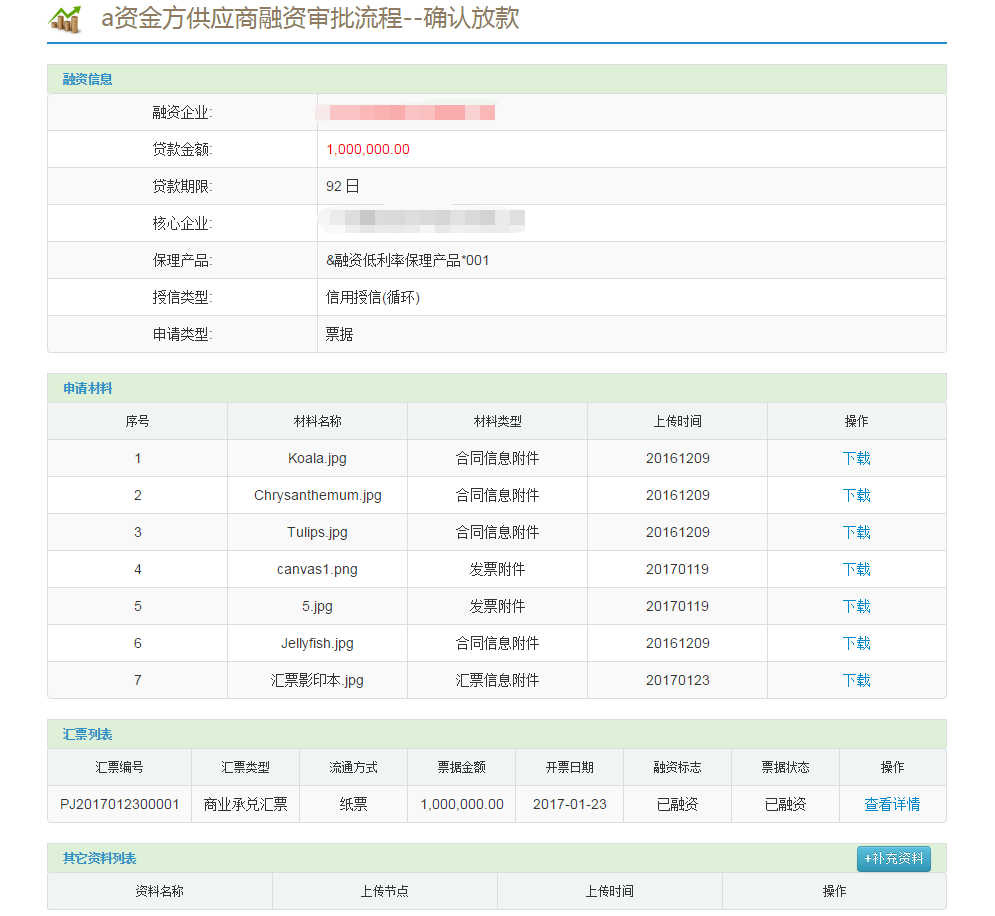 a资金方供应商融资审批流程--确认放款
融资信息
融资企业:
贷款金额: 1,000,000.00
贷款期限: 92 日
核心企业:
保理产品: &融资低利率保理产品*001
授信类型: 信用授信(循环)
申请类型: 票据
申请材料
序号 材料名称 材料类型 上传时间 操作
1 Koala.jpg 合同信息附件 20161209 下载
2 Chrysanthemum.jpg 合同信息附件 20161209 下载
3 Tulips.jpg 合同信息附件 20161209 下载
4 canvas1.png 发票附件 20170119 下载
5 5.jpg 发票附件 20170119 下载
6 Jellyfish.jpg 合同信息附件 20161209 下载
7 汇票影印本.jpg 汇票信息附件 20170123 下载
汇票列表
汇票编号 汇票类型 流通方式 票据金额 开票日期 融资标志 票据状态 操作
PJ2017012300001 商业承兑汇票 纸票 1,000,000.00 2017-01-23 已融资 已融资 查看详情
其它资料列表 +补充资料
资料名称 上传节点 上传时间 操作